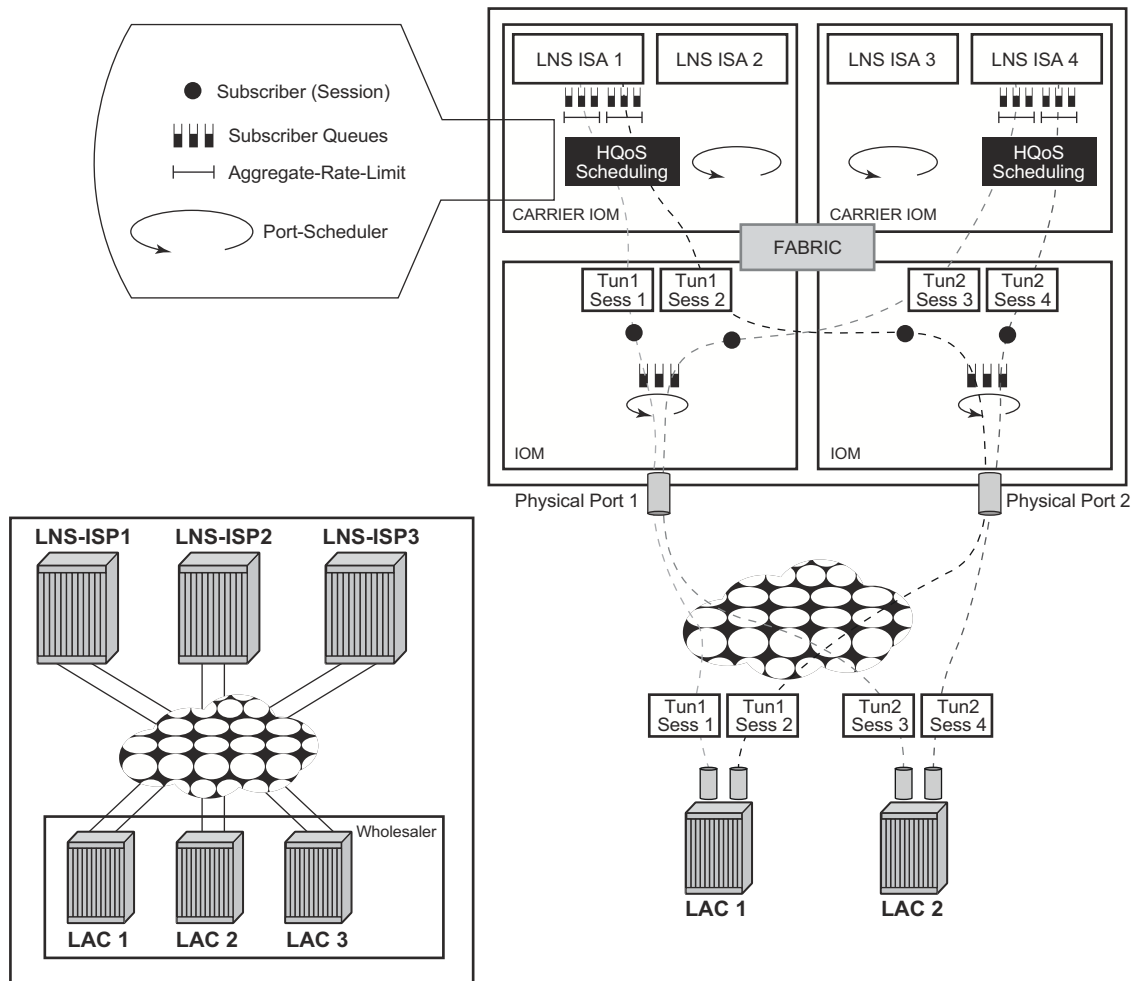 Subscriber (Session)
Subscriber Queues
Aggregate-Rate-Limit
Port-Scheduler
LNS ISA 1
LNS ISA 2
LNS ISA 3
LNS ISA 4
HQoS
Scheduling
HQoS
Scheduling
CARRIER IOM
CARRIER IOM
FABRIC
Tun1
Sess 1
Tun1
Sess 2
Tun2
Sess 3
Tun2
Sess 4
IOM
IOM
Physical Port 1
Physical Port 2
LNS-ISP1
LNS-ISP2
LNS-ISP3
Wholesaler
LAC 1
LAC 2
LAC 3
Tun1
Sess 1
Tun1
Sess 2
Tun2
Sess 3
Tun2
Sess 4
LAC 1
LAC 2